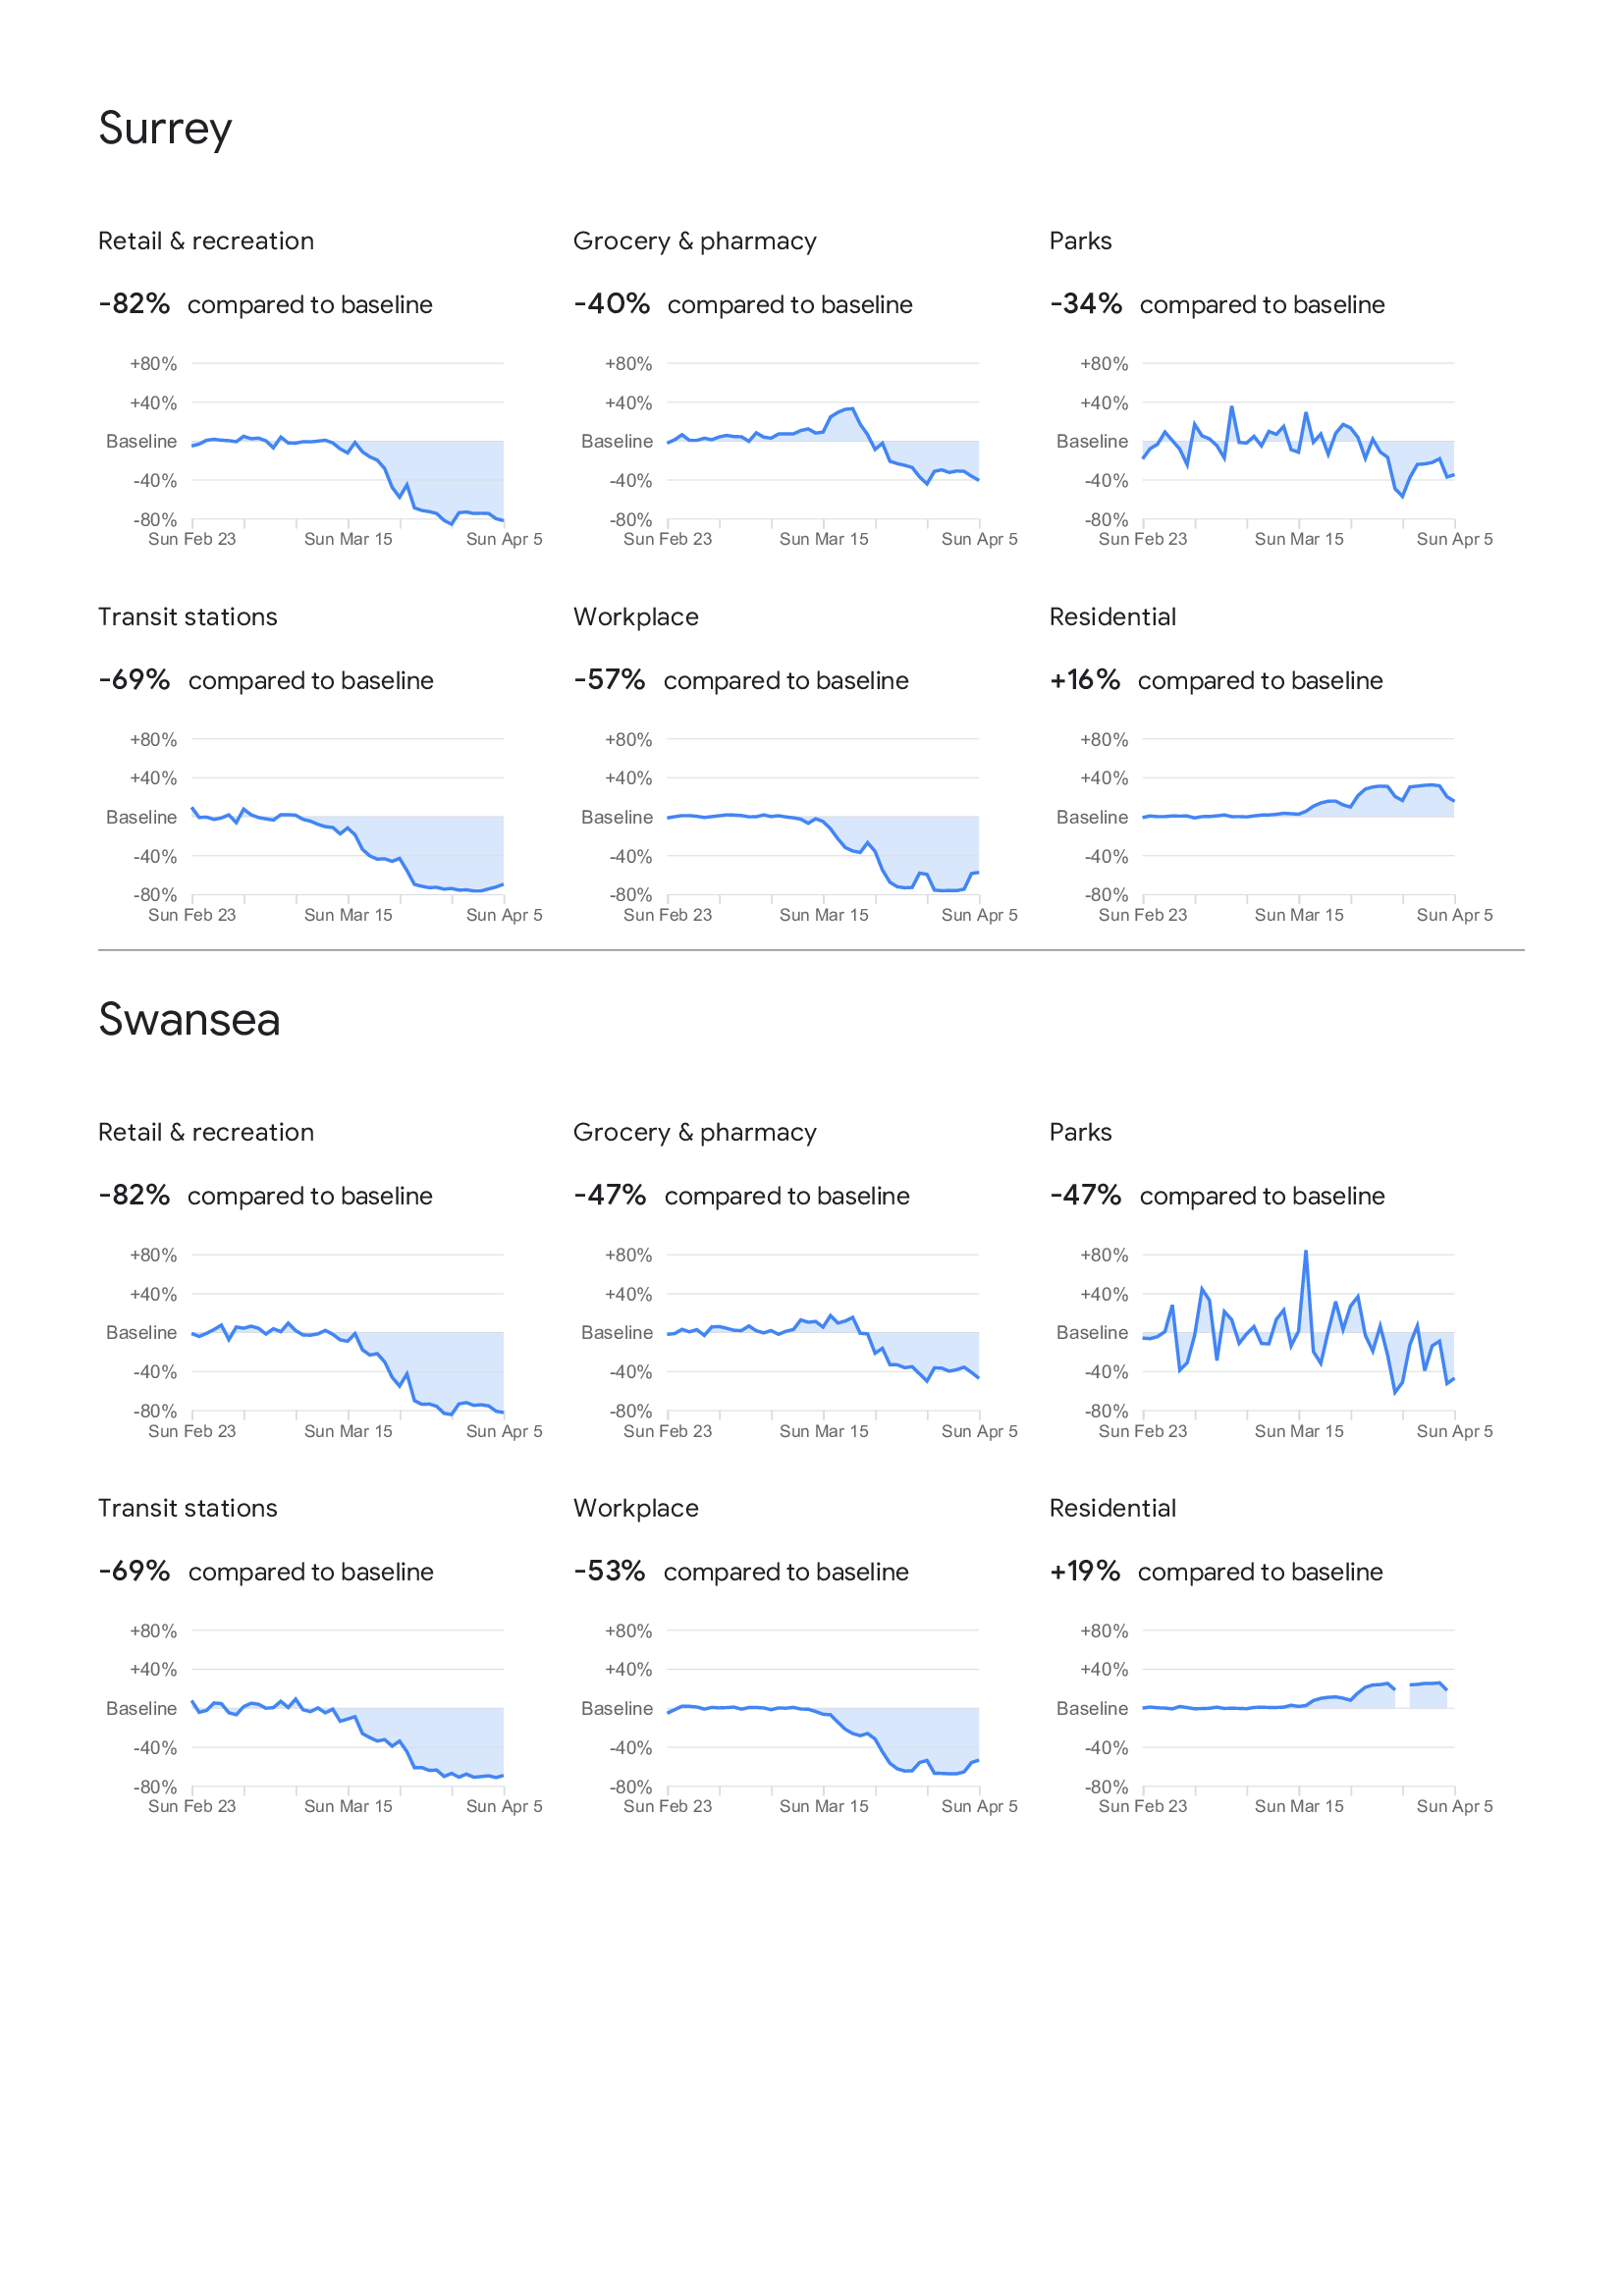 Surrey
Retail & recreation
-82% compared to baseline
+80%
+40%
Baseline
-40%
-80%
Sun Feb 23 Sun Mar 15 Sun Apr 5
Grocery & pharmacy
-40% compared to baseline
+80%
+40%
Baseline
-40%
-80%
Sun Feb 23 Sun Mar 15 Sun Apr 5
Parks
-34% compared to baseline
+80%
+40%
Baseline
-40%
-80%
Sun Feb 23 Sun Mar 15 Sun Apr 5
Transit stations
-69% compared to baseline
+80%
+40%
Baseline
-40%
-80%
Sun Feb 23 Sun Mar 15 Sun Apr 5
Workplace
-57% compared to baseline
+80%
+40%
Baseline
-40%
-80%
Sun Feb 23 Sun Mar 15 Sun Apr 5
Residential
+16% compared to baseline
+80%
+40%
Baseline
-40%
-80%
Sun Feb 23 Sun Mar 15 Sun Apr 5
Swansea
Retail & recreation
-82% compared to baseline
+80%
+40%
Baseline
-40%
-80%
Sun Feb 23 Sun Mar 15 Sun Apr 5
Grocery & pharmacy
-47% compared to baseline
+80%
+40%
Baseline
-40%
-80%
Sun Feb 23 Sun Mar 15 Sun Apr 5
Parks
-47% compared to baseline
+80%
+40%
Baseline
-40%
-80%
Sun Feb 23 Sun Mar 15 Sun Apr 5
Transit stations
-69% compared to baseline
+80%
+40%
Baseline
-40%
-80%
Sun Feb 23 Sun Mar 15 Sun Apr 5
Workplace
-53% compared to baseline
+80%
+40%
Baseline
-40%
-80%
Sun Feb 23 Sun Mar 15 Sun Apr 5
Residential
+19% compared to baseline
+80%
+40%
Baseline
-40%
-80%
Sun Feb 23 Sun Mar 15 Sun Apr 5